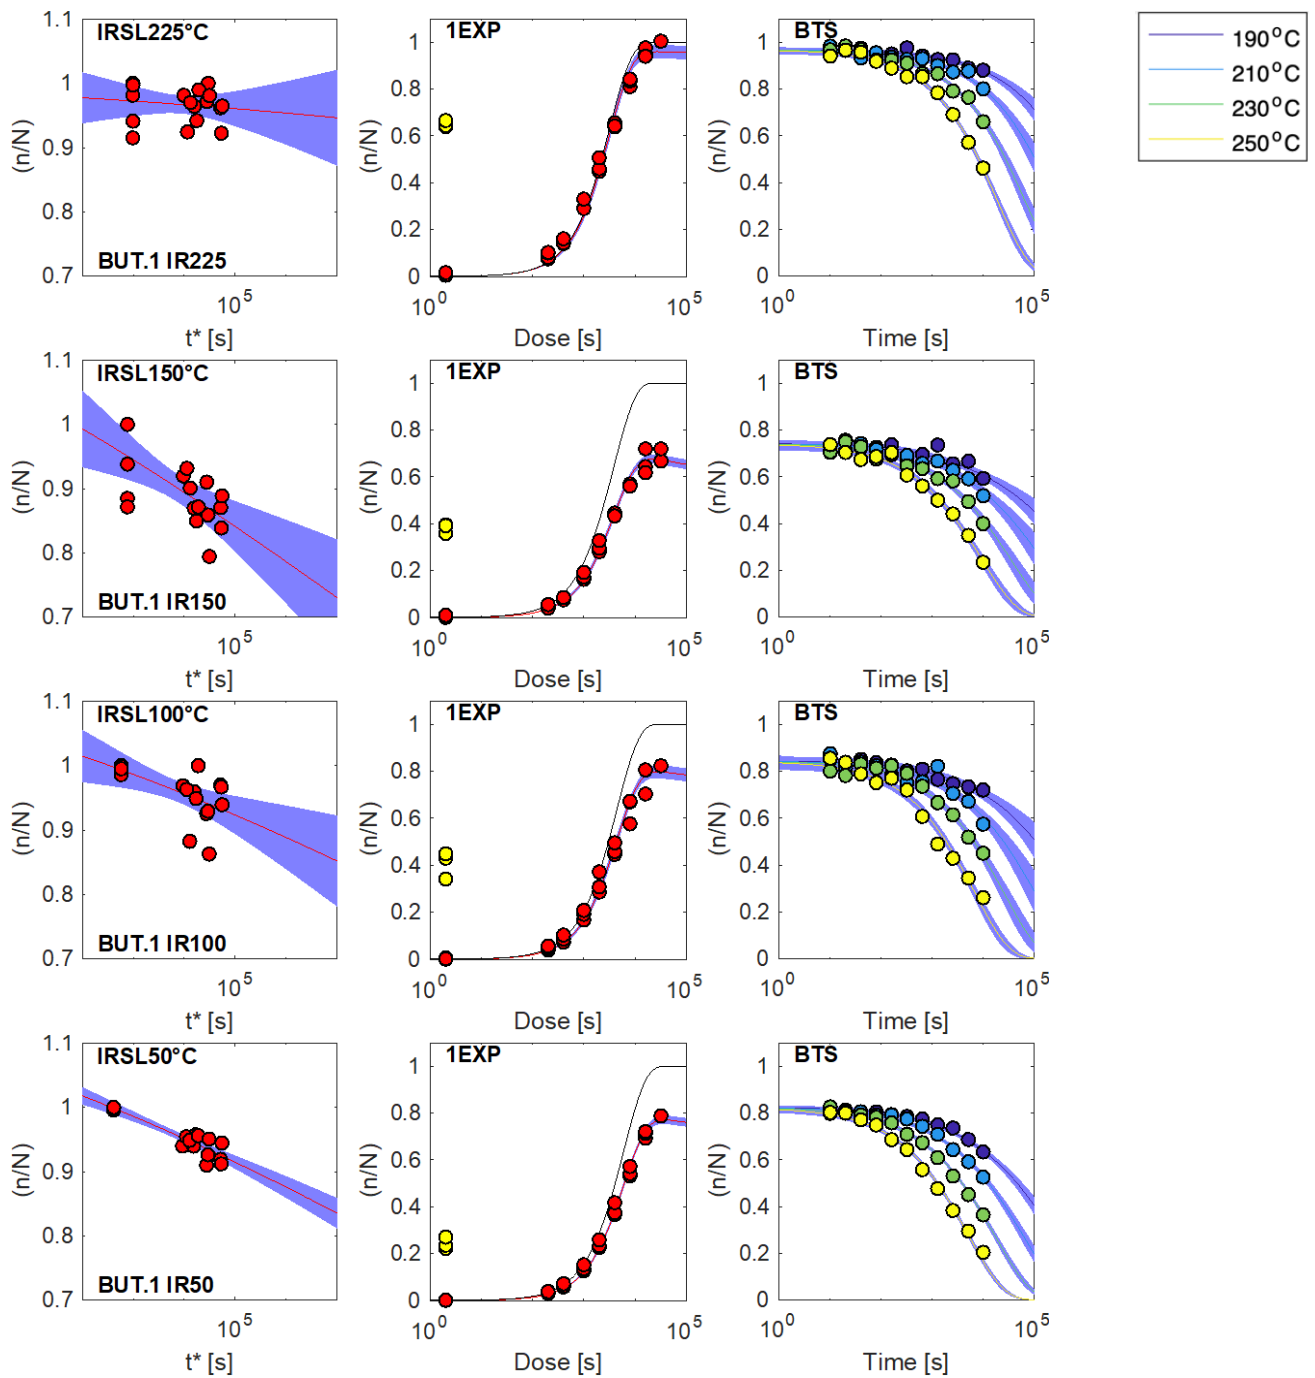 IRSL225°C
1EXP
BTS
190°C
210°C
230°C
250°C
1.1
1
0.9
0.8
0.7
(n/N)
BUT.1 IR225
10^5
t* [s]
1
0.8
0.6
0.4
0.2
0
(n/N)
10^0
10^5
Dose [s]
1
0.8
0.6
0.4
0.2
0
(n/N)
10^0
10^5
Time [s]
IRSL150°C
1EXP
BTS
1.1
1
0.9
0.8
0.7
(n/N)
BUT.1 IR150
10^5
t* [s]
1
0.8
0.6
0.4
0.2
0
(n/N)
10^0
10^5
Dose [s]
1
0.8
0.6
0.4
0.2
0
(n/N)
10^0
10^5
Time [s]
IRSL100°C
1EXP
BTS
1.1
1
0.9
0.8
0.7
(n/N)
BUT.1 IR100
10^5
t* [s]
1
0.8
0.6
0.4
0.2
0
(n/N)
10^0
10^5
Dose [s]
1
0.8
0.6
0.4
0.2
0
(n/N)
10^0
10^5
Time [s]
IRSL50°C
1EXP
BTS
1.1
1
0.9
0.8
0.7
(n/N)
BUT.1 IR50
10^5
t* [s]
1
0.8
0.6
0.4
0.2
0
(n/N)
10^0
10^5
Dose [s]
1
0.8
0.6
0.4
0.2
0
(n/N)
10^0
10^5
Time [s]